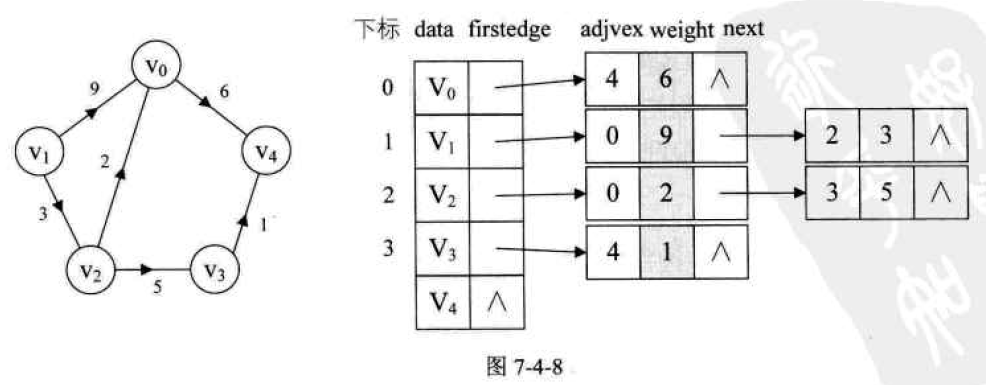 下标 data firstedge adjvex weight next
V0
9
6
V1
2
V4
3
1
V2
5
V3
0 V0 4 6 ∧
1 V1 0 9 2 3 ∧
2 V2 0 2 3 5 ∧
3 V3 4 1 ∧
V4 ∧
图 7-4-8